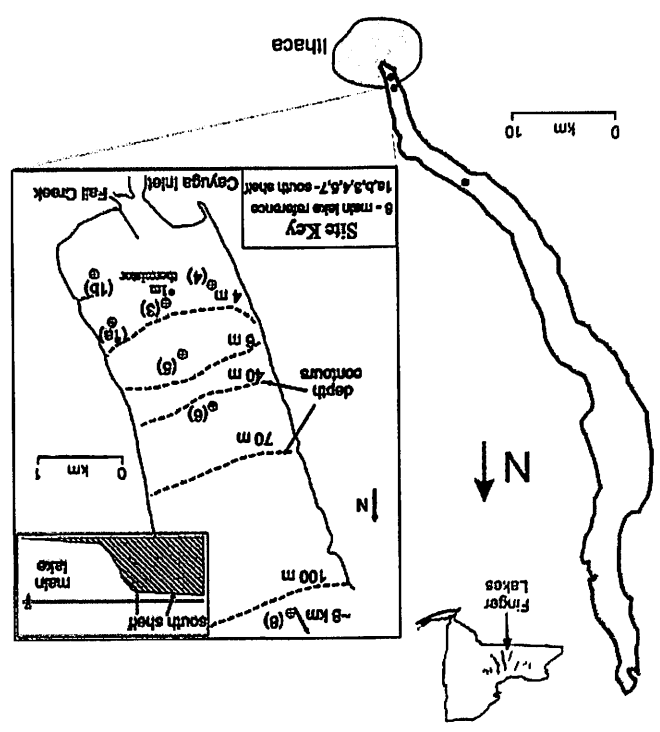 Finger
Lakes
N
~8 km
(8)
100 m
south shelf
main
lake
N
0
km
1
70 m
depth
contours
40 m
(6)
6 m
(5)
4 m
(1a)
(3)
(4)
1m
thermistor
(1b)
Site Key
8 - main lake reference
1a,b,3,4,5,7 - south shelf
Cayuga Inlet
Fall Creek
0
km
10
Ithaca